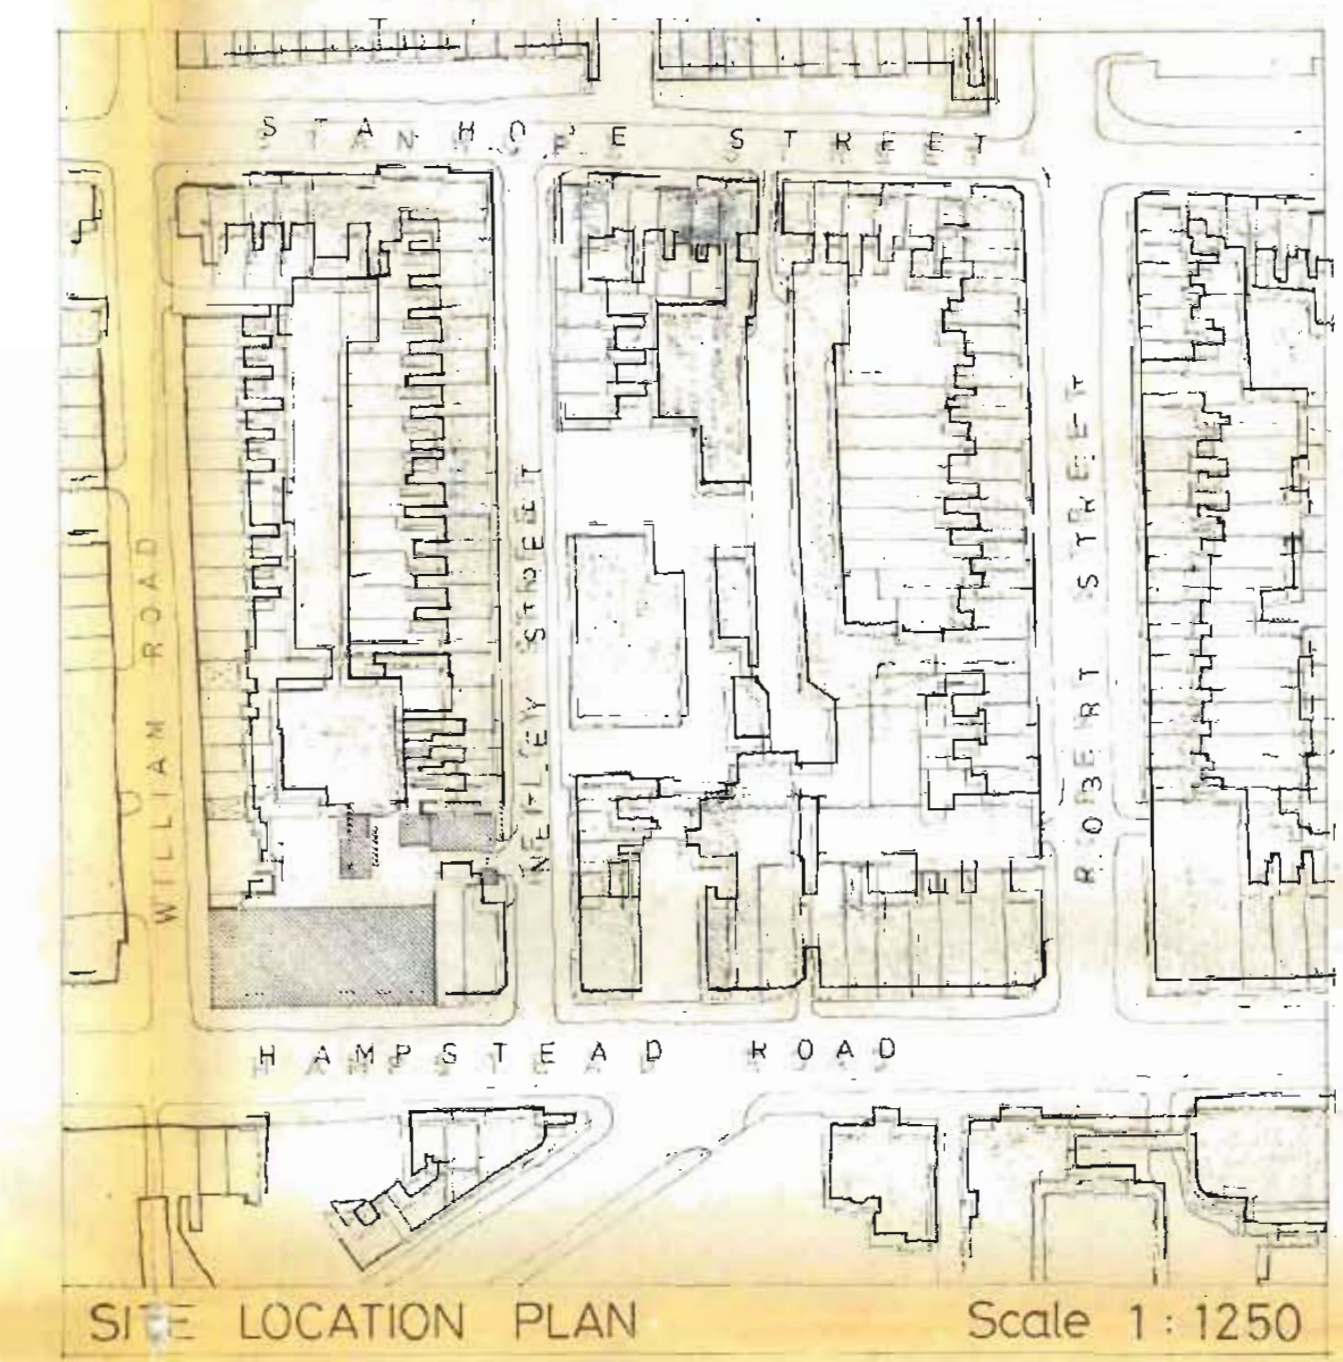 STANHOPE STREET
WILLIAM ROAD
NETLEY STREET
ROBERT STREET
HAMPSTEAD ROAD
SITE LOCATION PLAN Scale 1:1250